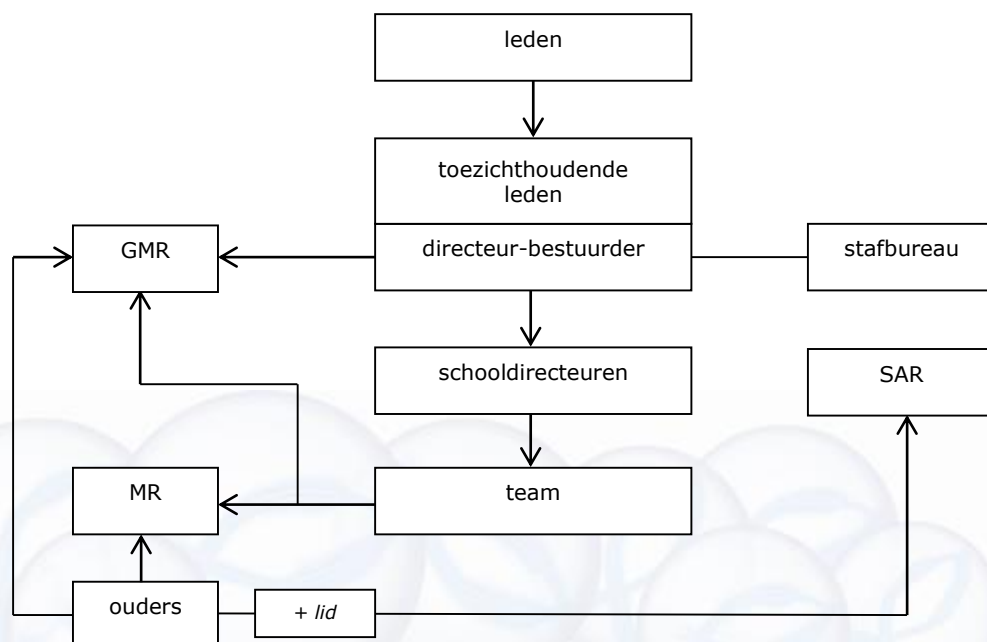 leden
toezichthoudende
leden
GMR
directeur-bestuurder
stafbureau
schooldirecteuren
SAR
MR
team
ouders
+ lid